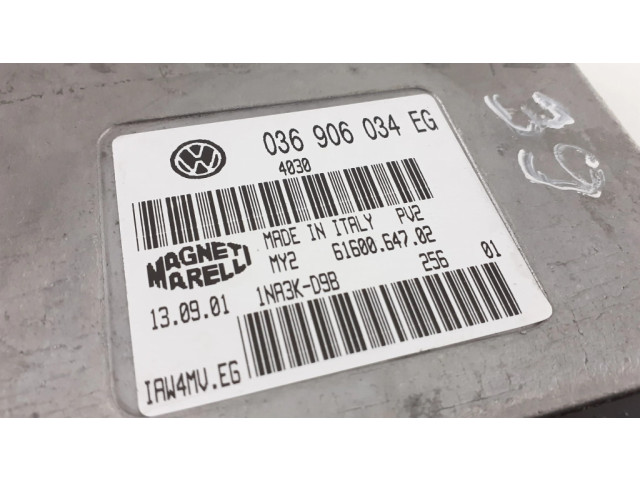 VW
036 906 034 EG
4030
MAGNETI MARELLI
MADE IN ITALY PV2
MY2 61600.647.02
13.09.01 1NA3K-D9B 256 01
IAW4MV.EG